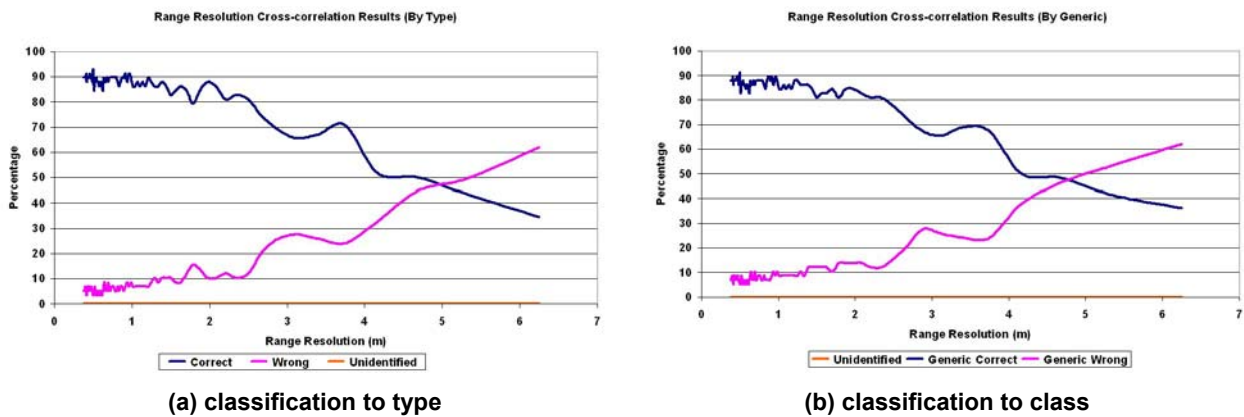 Range Resolution Cross-correlation Results (By Type)
100
90
80
70
60
50
40
30
20
10
0
Percentage
0 1 2 3 4 5 6 7
Range Resolution (m)
Correct Wrong Unidentified
(a) classification to type
Range Resolution Cross-correlation Results (By Generic)
100
90
80
70
60
50
40
30
20
10
0
Percentage
0 1 2 3 4 5 6 7
Range Resolution (m)
Unidentified Generic Correct Generic Wrong
(b) classification to class